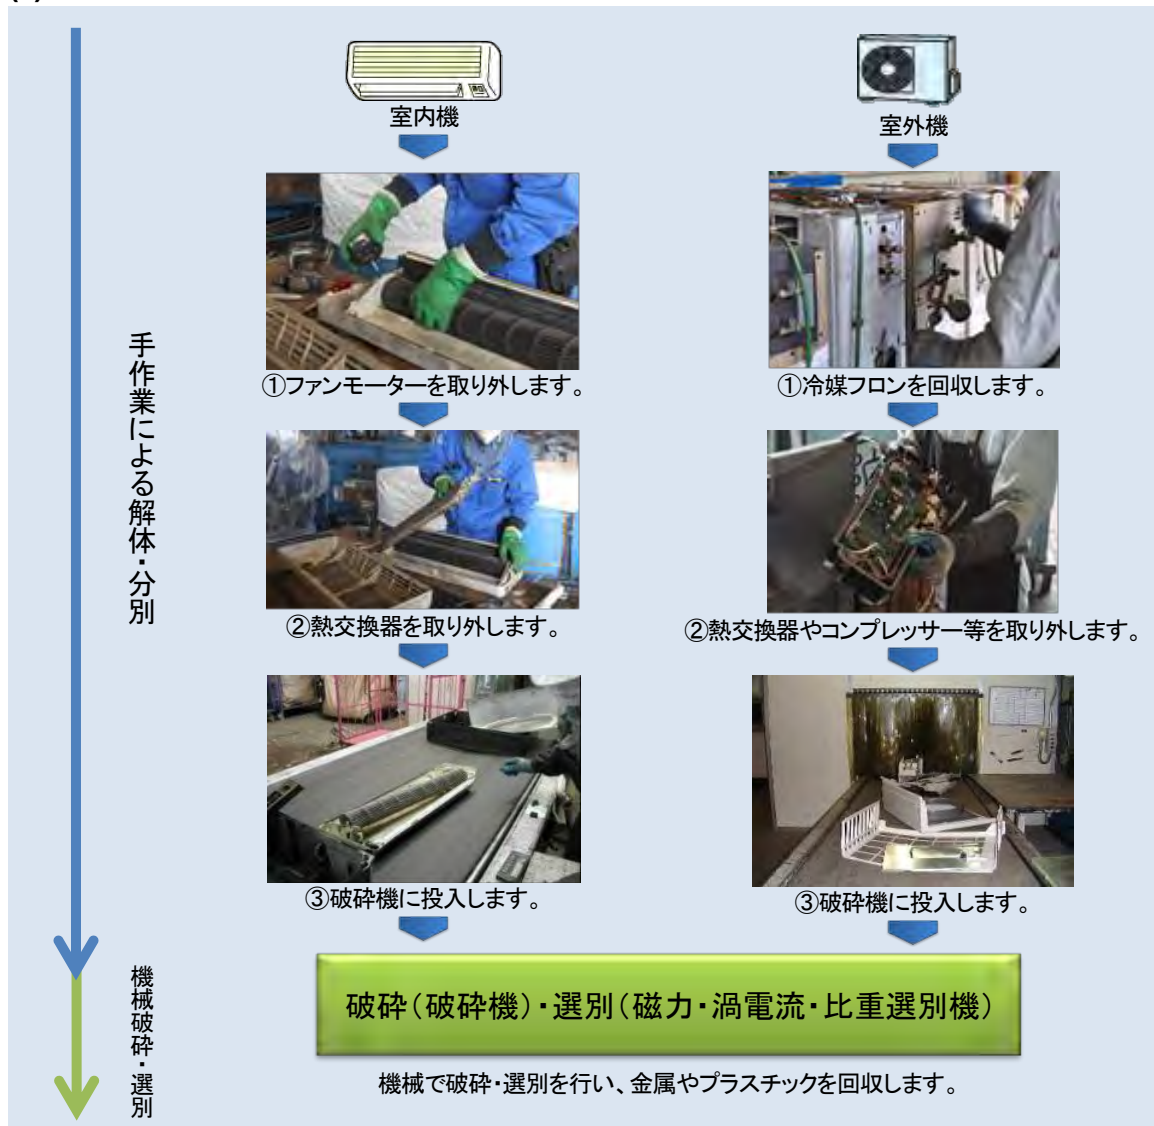 室内機
室外機
①ファンモーターを取り外します。
①冷媒フロンを回収します。
手作業による解体・分別
②熱交換器を取り外します。
②熱交換器やコンプレッサー等を取り外します。
③破砕機に投入します。
③破砕機に投入します。
機械破砕・選別
破砕(破砕機)・選別(磁力・渦電流・比重選別機)
機械で破砕・選別を行い、金属やプラスチックを回収します。